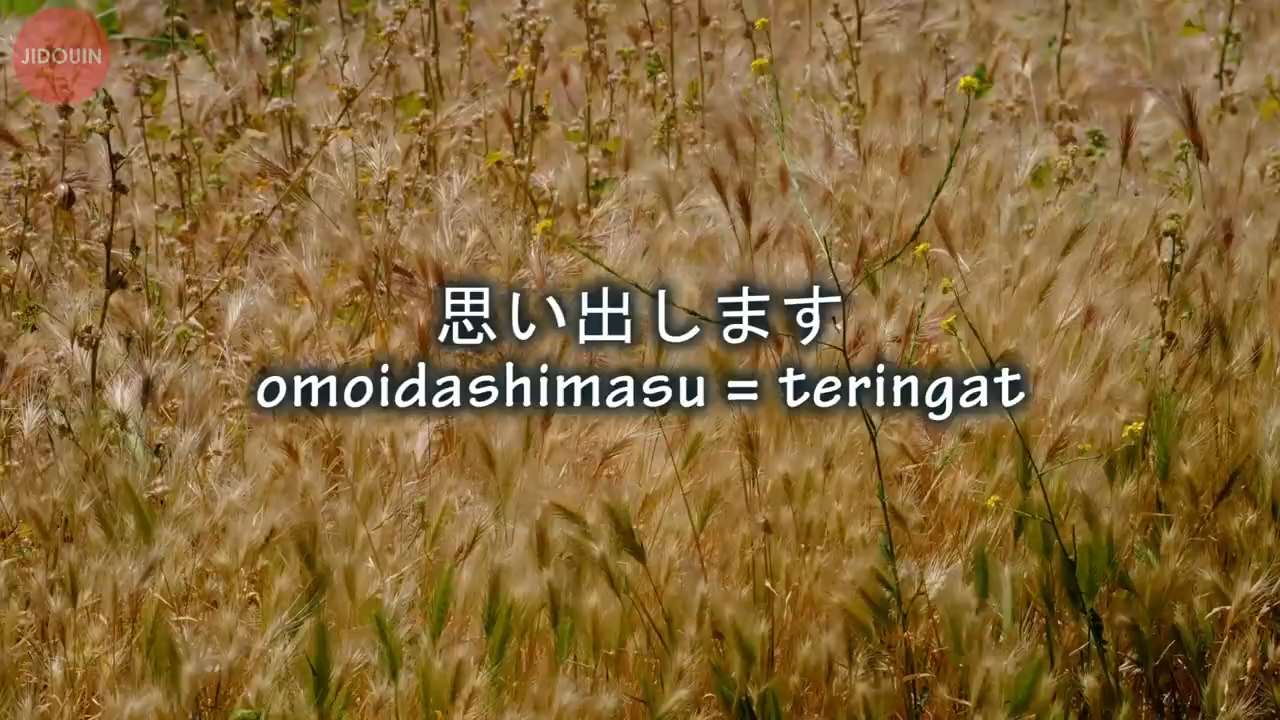 JIDOUIN
思い出します
omoidashimasu = teringat